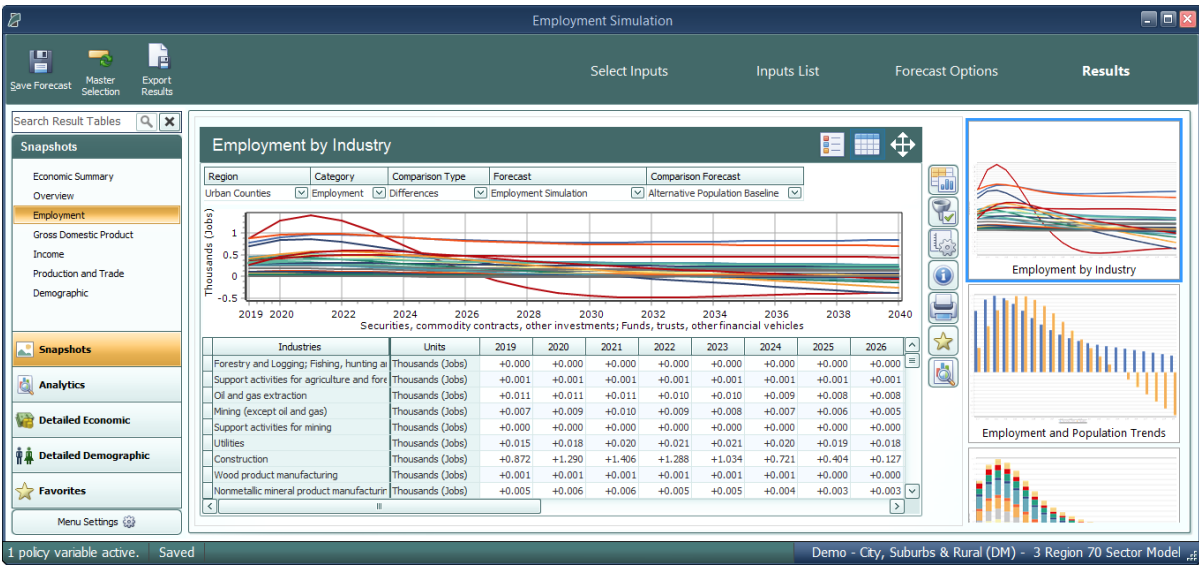 Employment Simulation
Save Forecast
Master Selection
Export Results
Select Inputs
Inputs List
Forecast Options
Results
Search Result Tables
Snapshots
Economic Summary
Overview
Employment
Gross Domestic Product
Income
Production and Trade
Demographic
Snapshots
Analytics
Detailed Economic
Detailed Demographic
Favorites
Menu Settings
Employment by Industry
Region Category Comparison Type Forecast Comparison Forecast
Urban Counties Employment Differences Employment Simulation Alternative Population Baseline
Thousands (Jobs)
1
0.5
0
-0.5
2019 2020 2022 2024 2026 2028 2030 2032 2034 2036 2038 2040
Securities, commodity contracts, other investments; Funds, trusts, other financial vehicles
Industries Units 2019 2020 2021 2022 2023 2024 2025 2026
Forestry and Logging; Fishing, hunting a Thousands (Jobs) +0.000 +0.000 +0.000 +0.000 +0.000 +0.000 +0.000 +0.000
Support activities for agriculture and fore Thousands (Jobs) +0.001 +0.001 +0.001 +0.001 +0.001 +0.001 +0.001 +0.001
Oil and gas extraction Thousands (Jobs) +0.011 +0.011 +0.011 +0.010 +0.010 +0.009 +0.008 +0.008
Mining (except oil and gas) Thousands (Jobs) +0.007 +0.009 +0.010 +0.009 +0.008 +0.007 +0.006 +0.005
Support activities for mining Thousands (Jobs) +0.000 +0.000 +0.000 +0.000 +0.000 +0.000 +0.000 +0.000
Utilities Thousands (Jobs) +0.015 +0.018 +0.020 +0.021 +0.021 +0.020 +0.019 +0.018
Construction Thousands (Jobs) +0.872 +1.290 +1.406 +1.288 +1.034 +0.721 +0.404 +0.127
Wood product manufacturing Thousands (Jobs) +0.001 +0.001 +0.001 +0.001 +0.001 +0.001 +0.000 +0.000
Nonmetallic mineral product manufacturin Thousands (Jobs) +0.005 +0.006 +0.006 +0.005 +0.005 +0.004 +0.003 +0.003
Employment by Industry
Employment and Population Trends
1 policy variable active. Saved
Demo - City, Suburbs & Rural (DM) - 3 Region 70 Sector Model